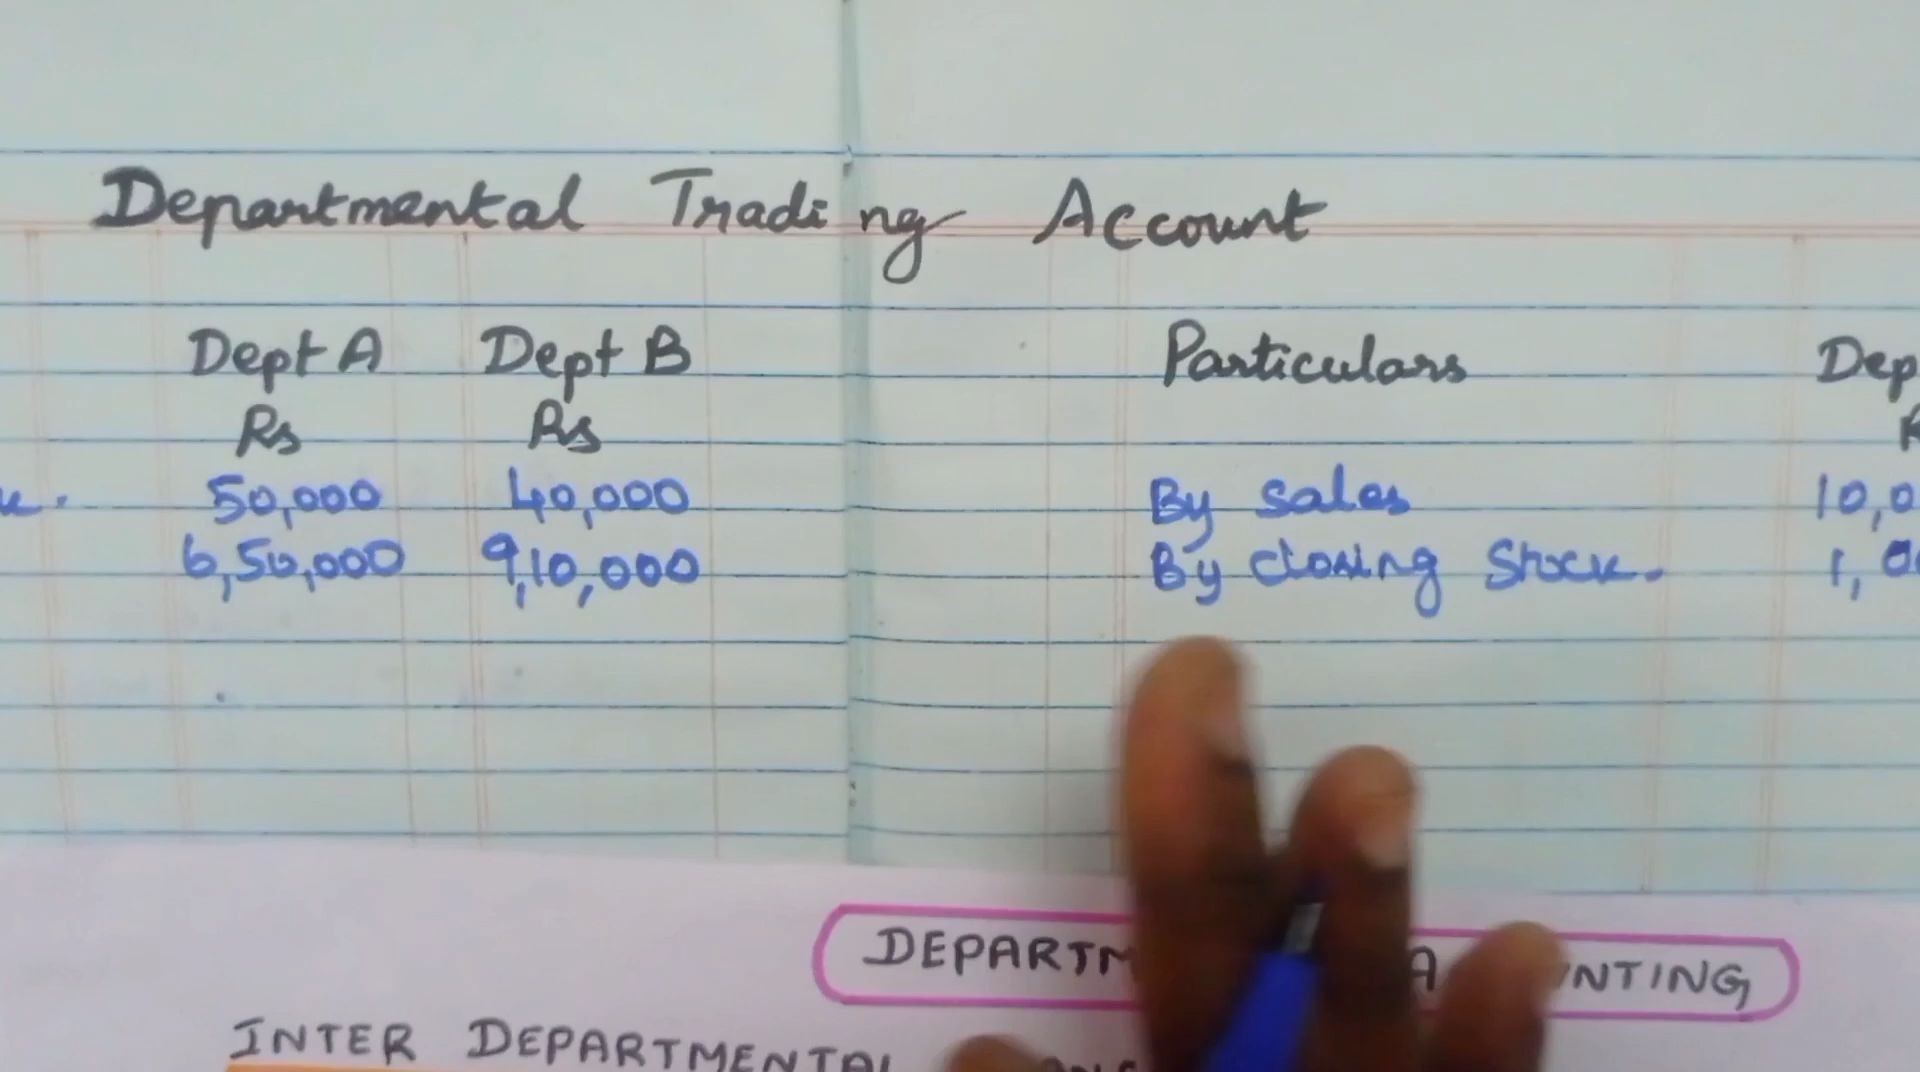 Departmental Trading Account
Dept A Dept B Particulars
Rs Rs
50,000 40,000 By Sales
6,50,000 9,10,000 By closing Stock.
INTER DEPARTMENTAL